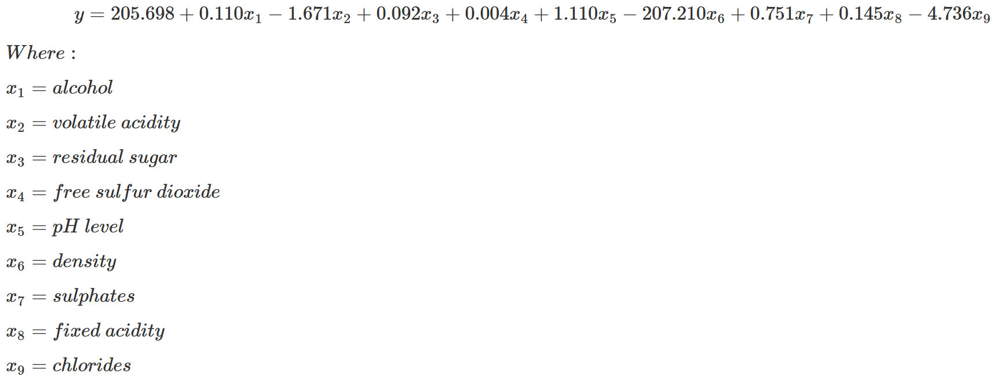 y = 205.698 + 0.110x₁ − 1.671x₂ + 0.092x₃ + 0.004x₄ + 1.110x₅ − 207.210x₆ + 0.751x₇ + 0.145x₈ − 4.736x₉
Where :
x₁ = alcohol
x₂ = volatile acidity
x₃ = residual sugar
x₄ = free sulfur dioxide
x₅ = pH level
x₆ = density
x₇ = sulphates
x₈ = fixed acidity
x₉ = chlorides